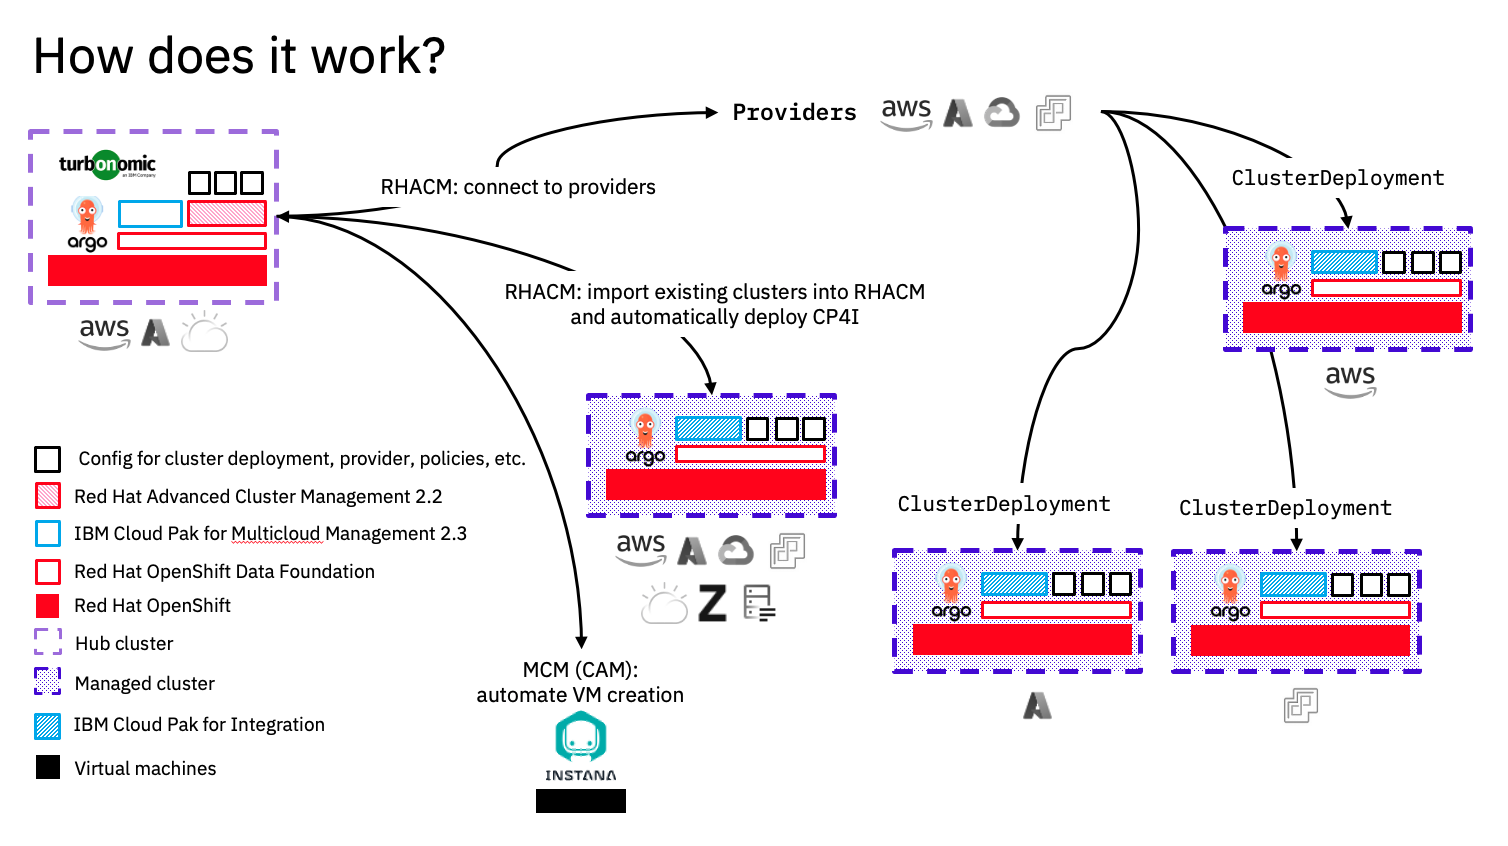 How does it work?
Providers
aws
turbonomic
an IBM Company
RHACM: connect to providers
ClusterDeployment
argo
aws
RHACM: import existing clusters into RHACM
and automatically deploy CP4I
argo
aws
argo
aws
Config for cluster deployment, provider, policies, etc.
Red Hat Advanced Cluster Management 2.2
IBM Cloud Pak for Multicloud Management 2.3
Red Hat OpenShift Data Foundation
Red Hat OpenShift
Hub cluster
Managed cluster
IBM Cloud Pak for Integration
Virtual machines
ClusterDeployment
ClusterDeployment
argo
argo
Z
MCM (CAM):
automate VM creation
INSTANA